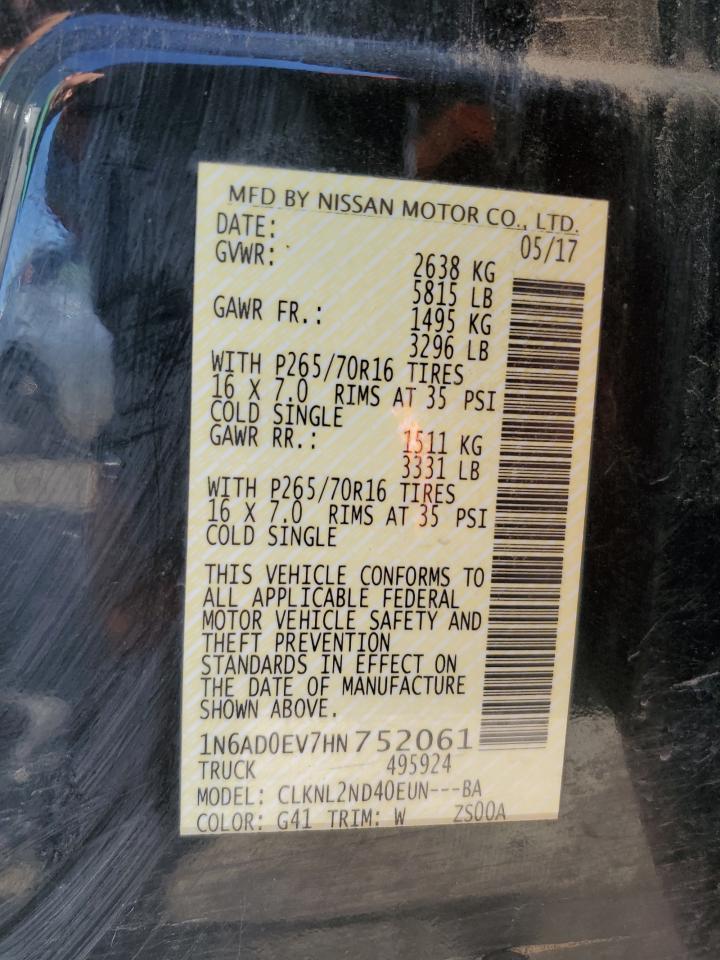 MFD BY NISSAN MOTOR CO., LTD.
DATE: 05/17
GVWR: 2638 KG
5815 LB
GAWR FR.: 1495 KG
3296 LB
WITH P265/70R16 TIRES
16 X 7.0 RIMS AT 35 PSI
COLD SINGLE
GAWR RR.: 1511 KG
3331 LB
WITH P265/70R16 TIRES
16 X 7.0 RIMS AT 35 PSI
COLD SINGLE
THIS VEHICLE CONFORMS TO
ALL APPLICABLE FEDERAL
MOTOR VEHICLE SAFETY AND
THEFT PREVENTION
STANDARDS IN EFFECT ON
THE DATE OF MANUFACTURE
SHOWN ABOVE.
1N6AD0EV7HN752061
TRUCK 495924
MODEL: CLKNL2ND40EUN---BA
COLOR: G41 TRIM: W ZS00A